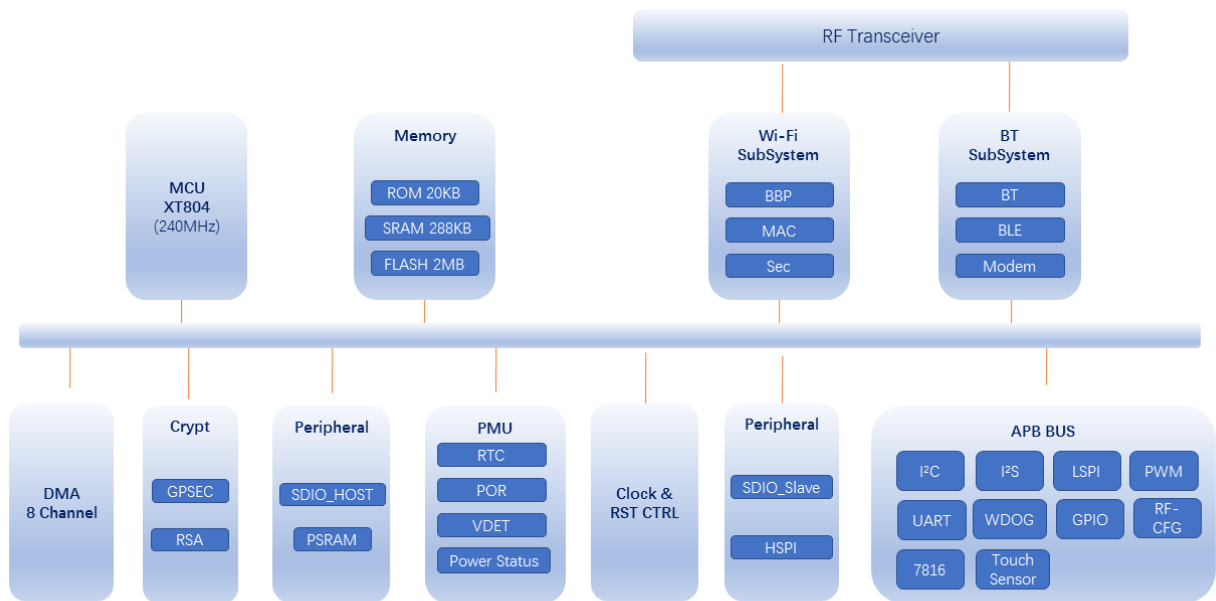 RF Transceiver
MCU
XT804
(240MHz)
Memory
ROM 20KB
SRAM 288KB
FLASH 2MB
Wi-Fi
SubSystem
BBP
MAC
Sec
BT
SubSystem
BT
BLE
Modem
DMA
8 Channel
Crypt
GPSEC
RSA
Peripheral
SDIO_HOST
PSRAM
PMU
RTC
POR
VDET
Power Status
Clock &
RST CTRL
Peripheral
SDIO_Slave
HSPI
APB BUS
I²C
I²S
LSPI
PWM
UART
WDOG
GPIO
RF-
CFG
7816
Touch
Sensor